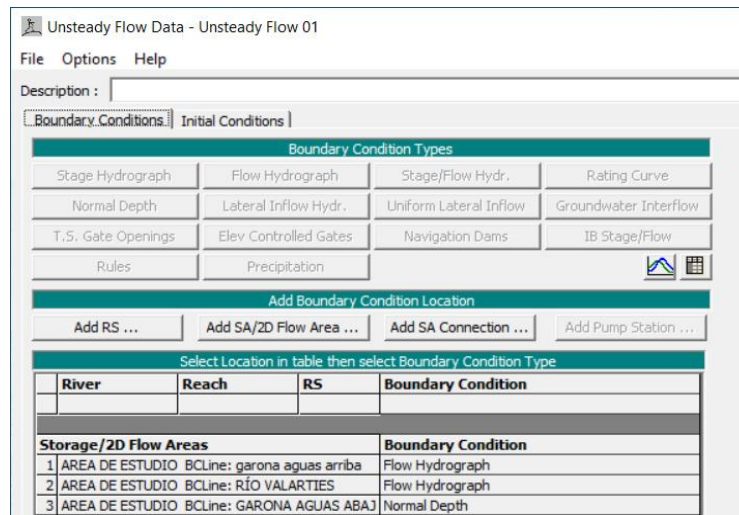 Unsteady Flow Data - Unsteady Flow 01
File Options Help
Description :
Boundary Conditions Initial Conditions
Boundary Condition Types
Stage Hydrograph Flow Hydrograph Stage/Flow Hydr. Rating Curve
Normal Depth Lateral Inflow Hydr. Uniform Lateral Inflow Groundwater Interflow
T.S. Gate Openings Elev Controlled Gates Navigation Dams IB Stage/Flow
Rules Precipitation
Add Boundary Condition Location
Add RS ... Add SA/2D Flow Area ... Add SA Connection ... Add Pump Station ...
Select Location in table then select Boundary Condition Type
River Reach RS Boundary Condition
Storage/2D Flow Areas Boundary Condition
1 AREA DE ESTUDIO BCLine: garona aguas arriba Flow Hydrograph
2 AREA DE ESTUDIO BCLine: RÍO VALARTIES Flow Hydrograph
3 AREA DE ESTUDIO BCLine: GARONA AGUAS ABAJ Normal Depth